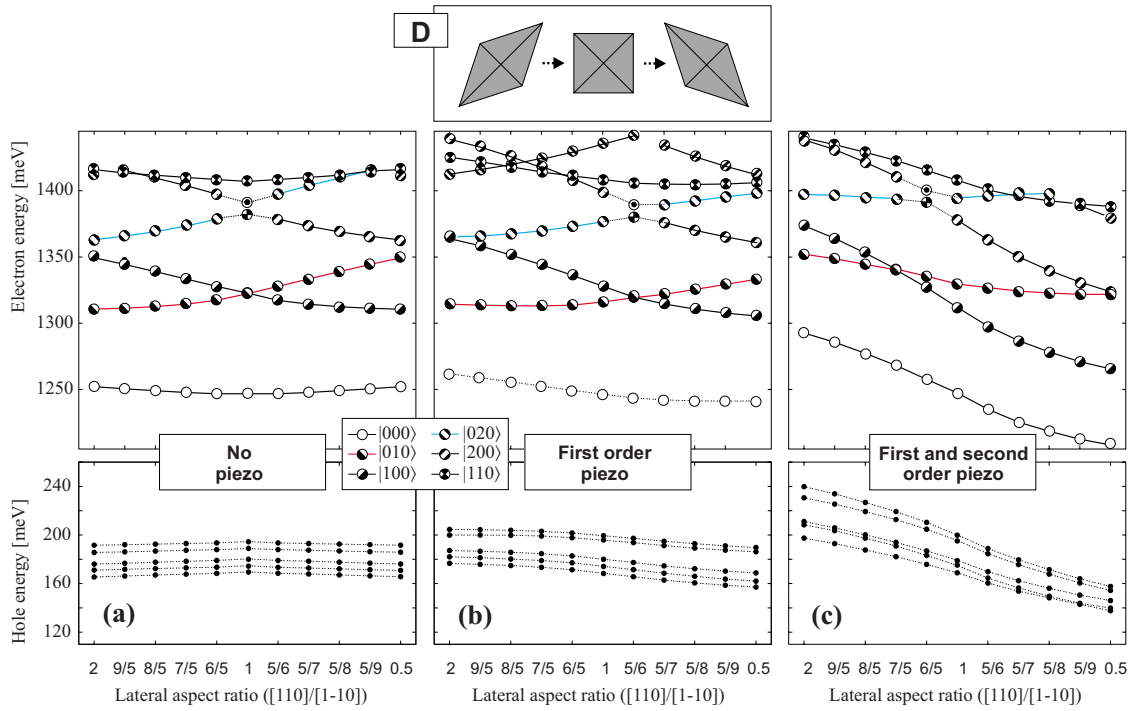 D
Electron energy [meV]
1400
1350
1300
1250
|000⟩
|020⟩
|010⟩
|200⟩
|100⟩
|110⟩
No
piezo
First order
piezo
First and second
order piezo
Hole energy [meV]
240
200
160
110
(a)
(b)
(c)
2 9/5 8/5 7/5 6/5 1 5/6 5/7 5/8 5/9 0.5
2 9/5 8/5 7/5 6/5 1 5/6 5/7 5/8 5/9 0.5
2 9/5 8/5 7/5 6/5 1 5/6 5/7 5/8 5/9 0.5
Lateral aspect ratio ([110]/[1-10])
Lateral aspect ratio ([110]/[1-10])
Lateral aspect ratio ([110]/[1-10])